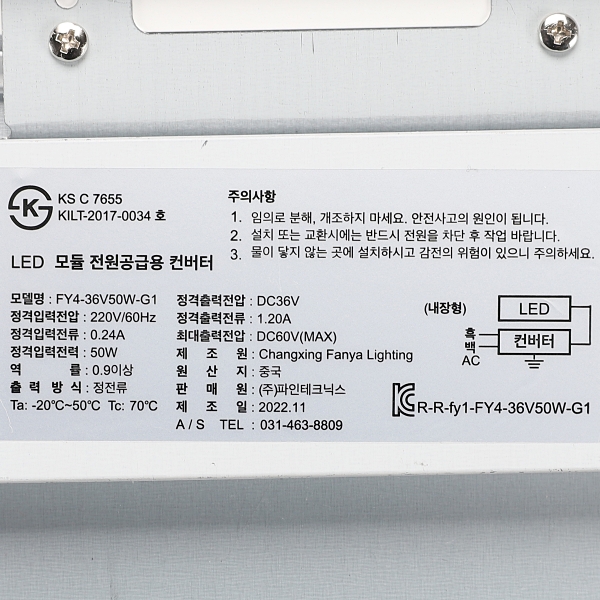 KS C 7655
KILT-2017-0034 호
LED 모듈 전원공급용 컨버터
주의사항
1. 임의로 분해, 개조하지 마세요. 안전사고의 원인이 됩니다.
2. 설치 또는 교환시에는 반드시 전원을 차단 후 작업 바랍니다.
3. 물이 닿지 않는 곳에 설치하시고 감전의 위험이 있으니 주의하세요.
모델명 : FY4-36V50W-G1
정격입력전압 : 220V/60Hz
정격입력전류 : 0.24A
정격입력전력 : 50W
역 률 : 0.9이상
출 력 방 식 : 정전류
Ta: -20℃~50℃ Tc: 70℃
정격출력전압 : DC36V
정격출력전류 : 1.20A
최대출력전압 : DC60V(MAX)
제 조 원 : Changxing Fanya Lighting
원 산 지 : 중국
판 매 원 : (주)파인테크닉스
제 조 일 : 2022.11
A / S TEL : 031-463-8809
(내장형)
LED
흑
백
AC
컨버터
R-R-fy1-FY4-36V50W-G1